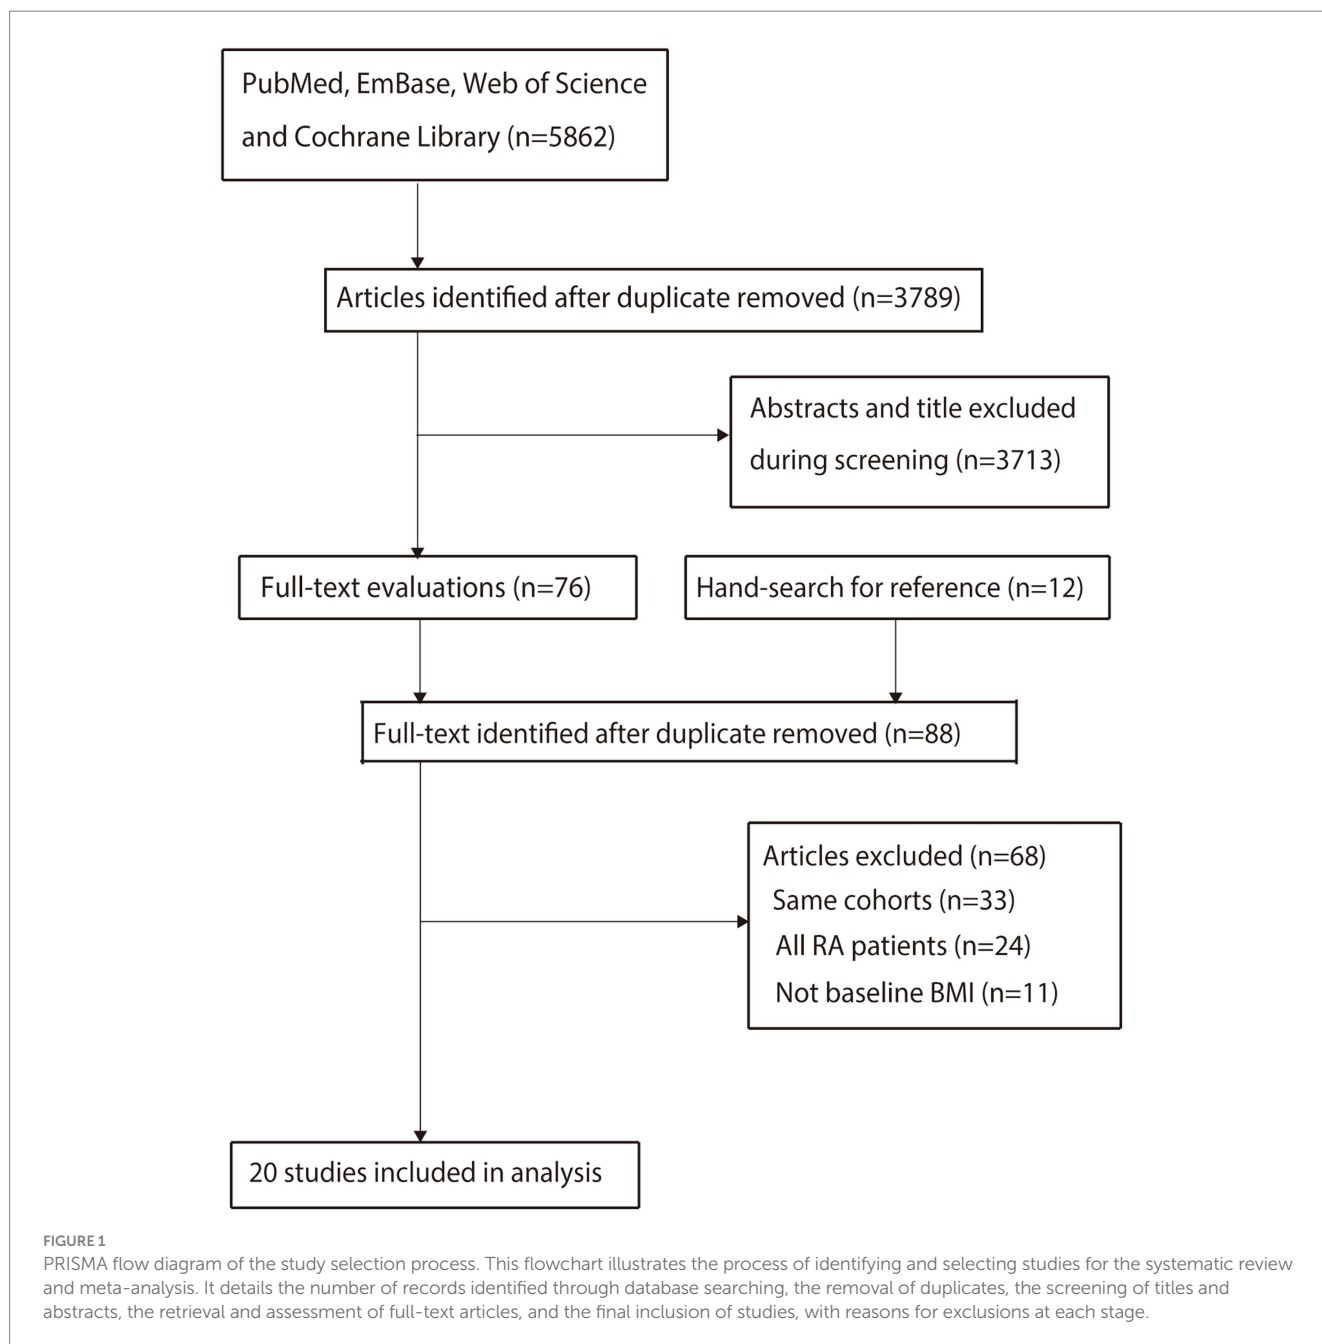 PubMed, EmBase, Web of Science
and Cochrane Library (n=5862)
Articles identified after duplicate removed (n=3789)
Abstracts and title excluded
during screening (n=3713)
Full-text evaluations (n=76)
Hand-search for reference (n=12)
Full-text identified after duplicate removed (n=88)
Articles excluded (n=68)
Same cohorts (n=33)
All RA patients (n=24)
Not baseline BMI (n=11)
20 studies included in analysis
FIGURE 1
PRISMA flow diagram of the study selection process. This flowchart illustrates the process of identifying and selecting studies for the systematic review
and meta-analysis. It details the number of records identified through database searching, the removal of duplicates, the screening of titles and
abstracts, the retrieval and assessment of full-text articles, and the final inclusion of studies, with reasons for exclusions at each stage.